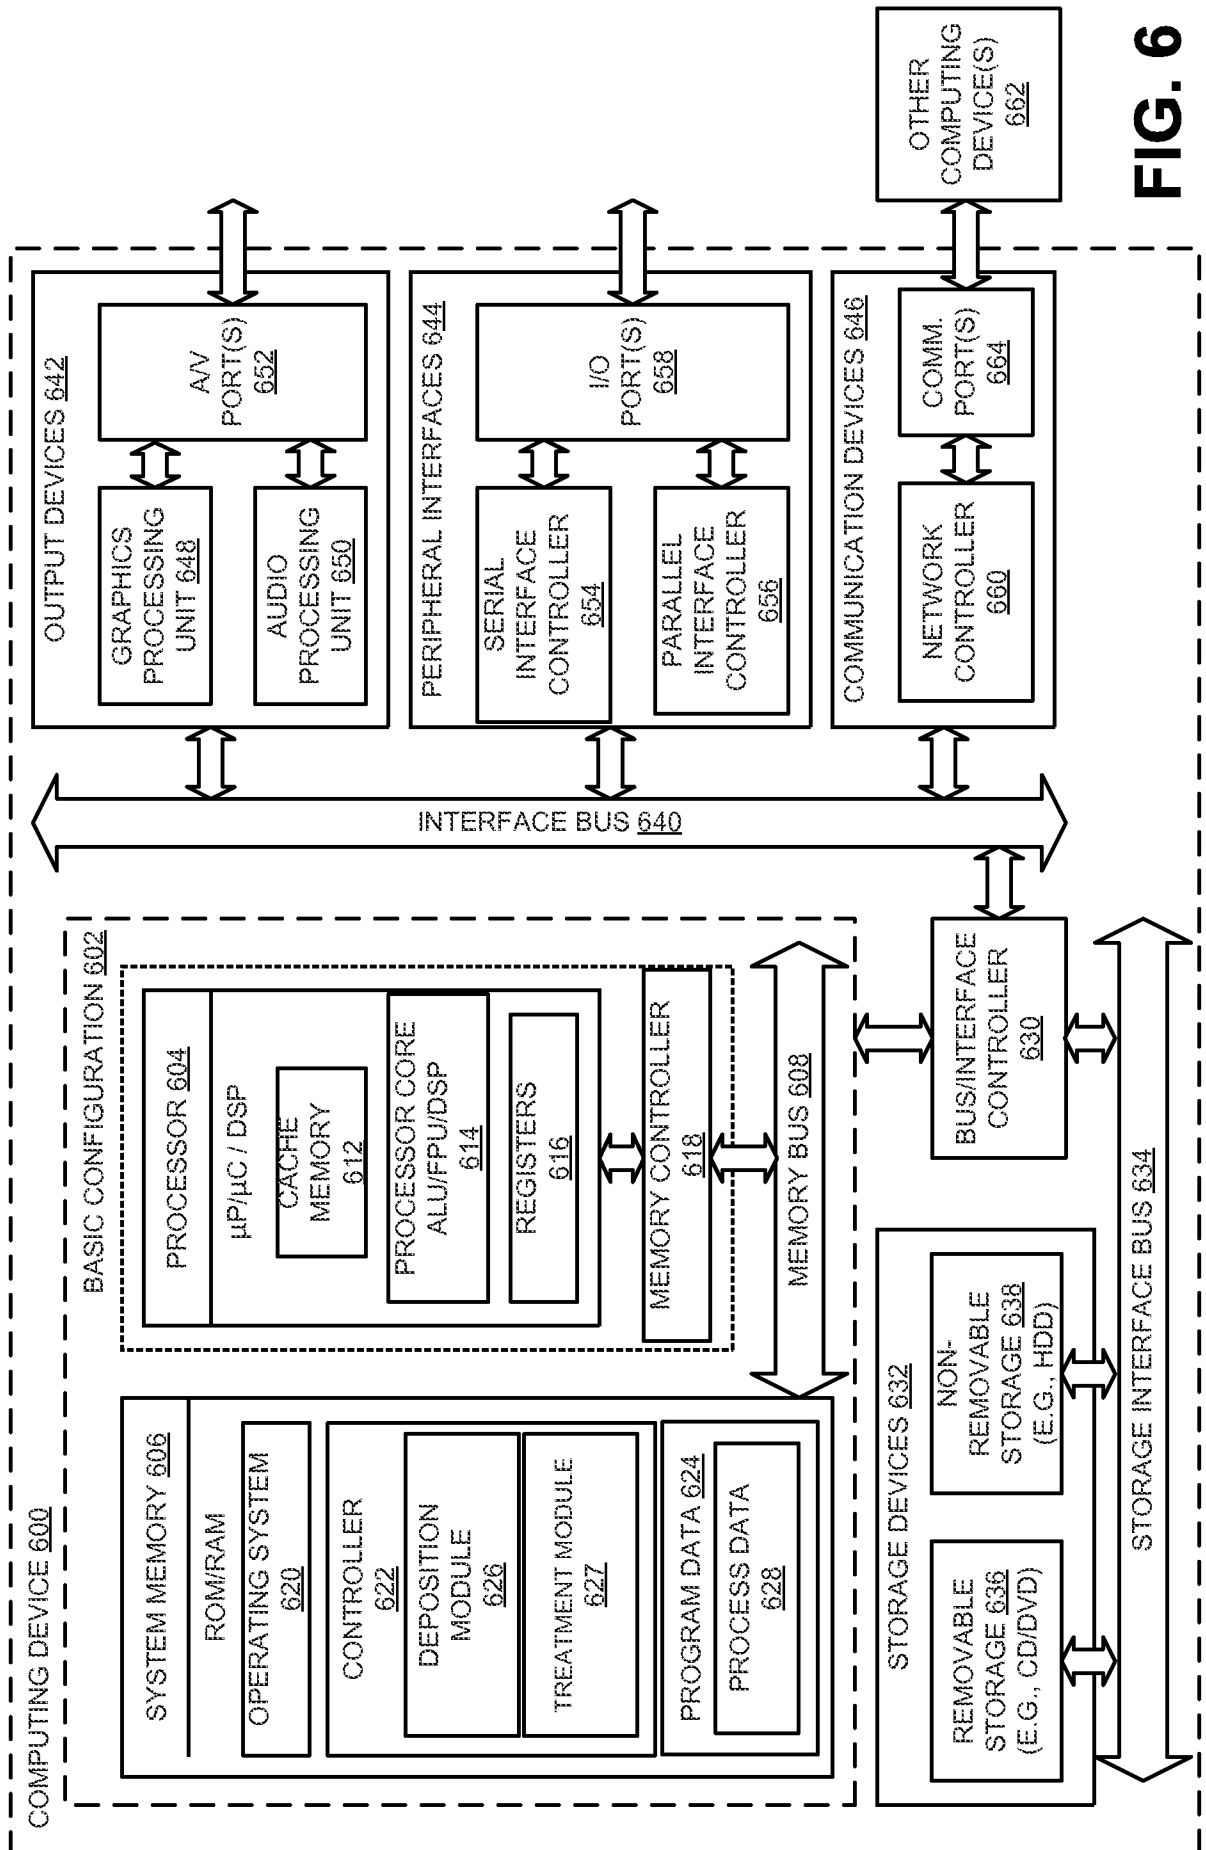 COMPUTING DEVICE 600
BASIC CONFIGURATION 602
SYSTEM MEMORY 606
ROM/RAM
OPERATING SYSTEM
620
CONTROLLER
622
DEPOSITION
MODULE
626
TREATMENT MODULE
627
PROGRAM DATA 624
PROCESS DATA
628
PROCESSOR 604
µP/µC / DSP
CACHE
MEMORY
612
PROCESSOR CORE
ALU/FPU/DSP
614
REGISTERS
616
MEMORY CONTROLLER
618
MEMORY BUS 608
BUS/INTERFACE
CONTROLLER
630
STORAGE DEVICES 632
REMOVABLE
STORAGE 636
(E.G., CD/DVD)
NON-
REMOVABLE
STORAGE 638
(E.G., HDD)
STORAGE INTERFACE BUS 634
INTERFACE BUS 640
OUTPUT DEVICES 642
GRAPHICS
PROCESSING
UNIT 648
AUDIO
PROCESSING
UNIT 650
A/V
PORT(S)
652
PERIPHERAL INTERFACES 644
SERIAL
INTERFACE
CONTROLLER
654
PARALLEL
INTERFACE
CONTROLLER
656
I/O
PORT(S)
658
COMMUNICATION DEVICES 646
NETWORK
CONTROLLER
660
COMM.
PORT(S)
664
OTHER
COMPUTING
DEVICE(S)
662
FIG. 6